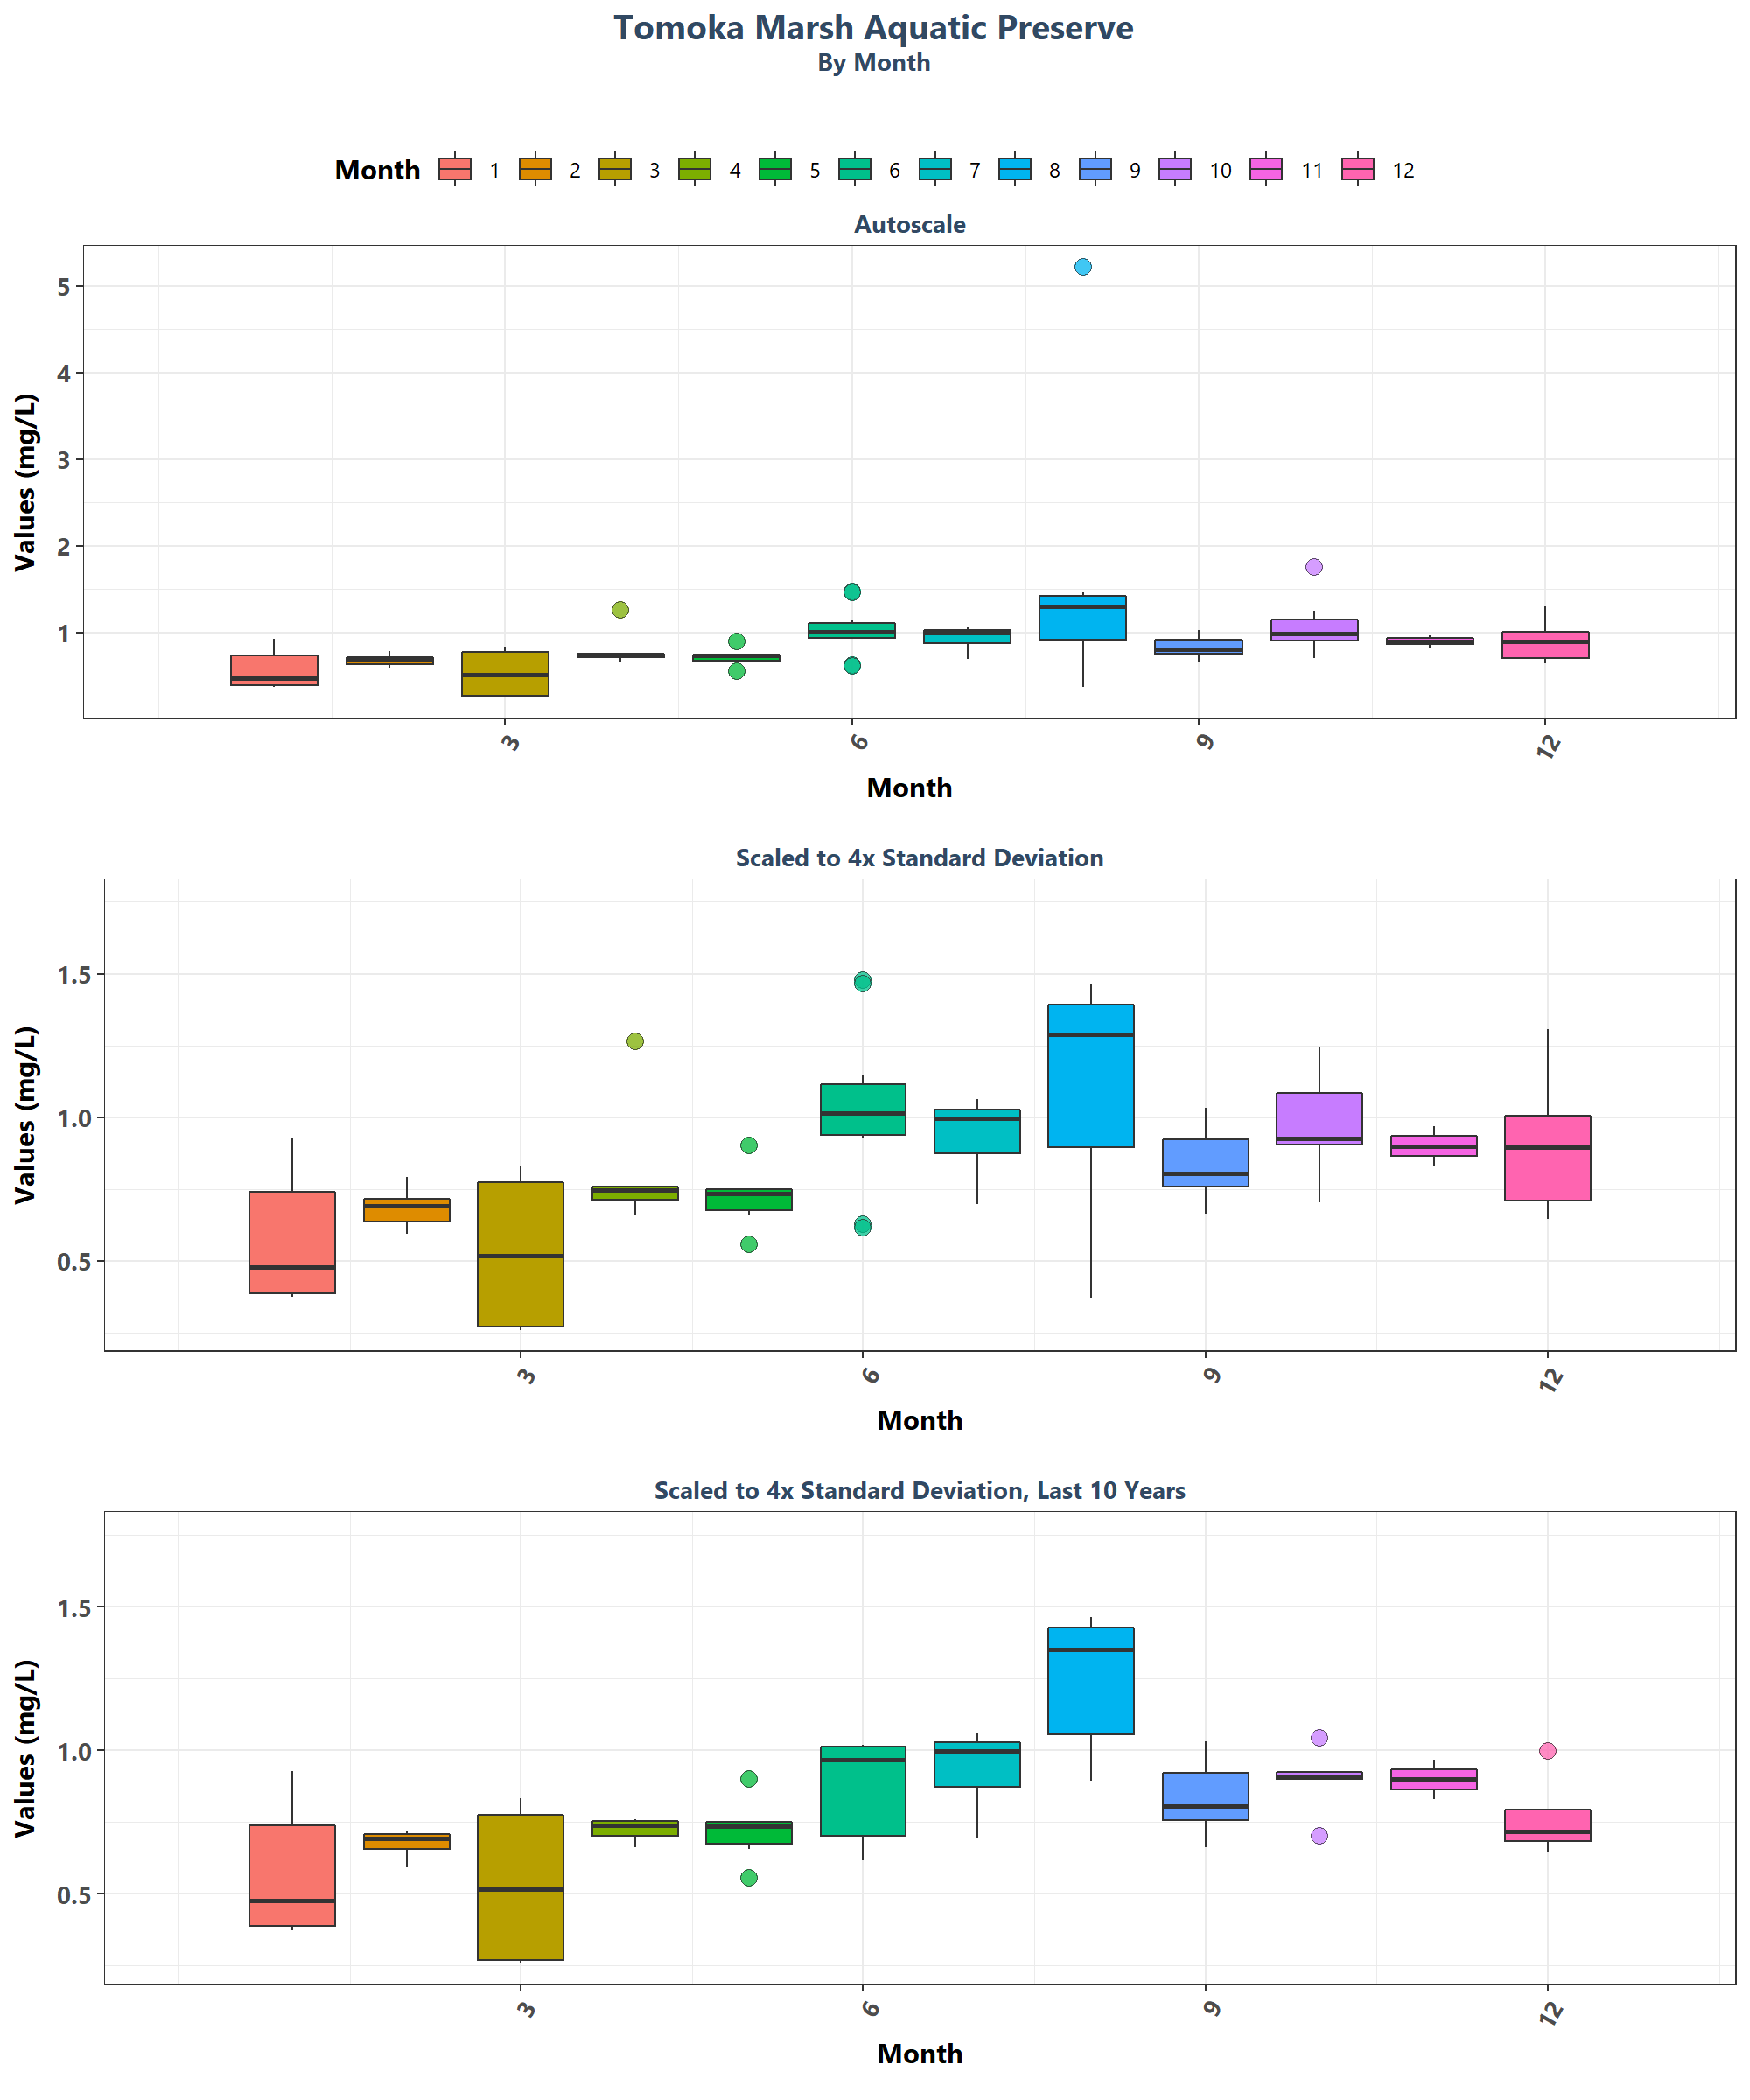 Tomoka Marsh Aquatic Preserve
By Month
Month 1 2 3 4 5 6 7 8 9 10 11 12
Autoscale
Values (mg/L)
5
4
3
2
1
3 6 9 12
Month
Scaled to 4x Standard Deviation
Values (mg/L)
1.5
1.0
0.5
3 6 9 12
Month
Scaled to 4x Standard Deviation, Last 10 Years
Values (mg/L)
1.5
1.0
0.5
3 6 9 12
Month